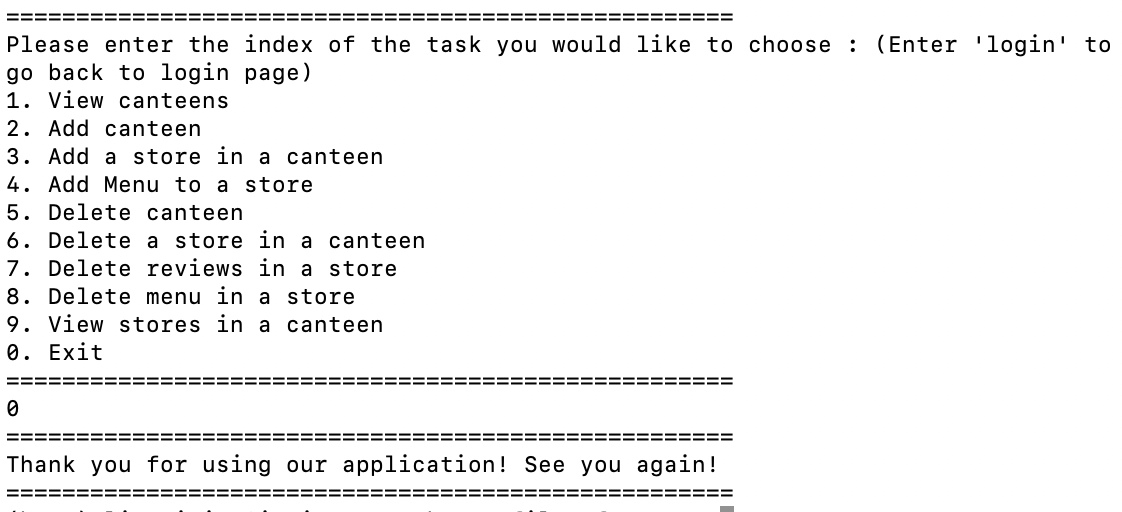 ====================================================
Please enter the index of the task you would like to choose : (Enter 'login' to
go back to login page)
1. View canteens
2. Add canteen
3. Add a store in a canteen
4. Add Menu to a store
5. Delete canteen
6. Delete a store in a canteen
7. Delete reviews in a store
8. Delete menu in a store
9. View stores in a canteen
0. Exit
====================================================
0
====================================================
Thank you for using our application! See you again!
====================================================